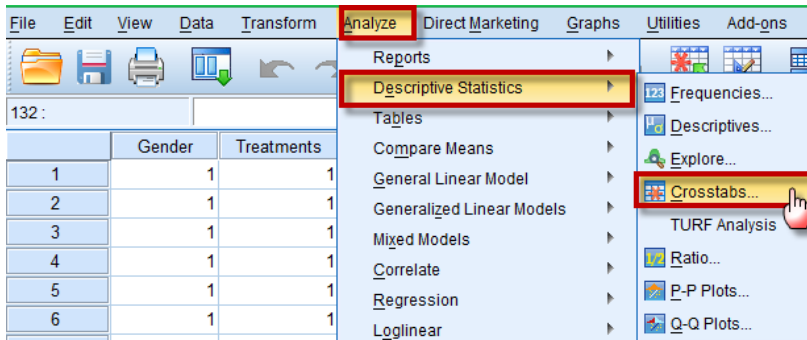 File Edit View Data Transform Analyze Direct Marketing Graphs Utilities Add-ons
Reports
Descriptive Statistics
123 Frequencies...
132 :
Tables
Descriptives...
Gender Treatments
Compare Means
Explore...
1 1 1
General Linear Model
Crosstabs...
2 1 1
Generalized Linear Models
TURF Analysis
3 1 1
Mixed Models
4 1 1
Correlate
1/2 Ratio...
5 1 1
Regression
P-P Plots...
6 1 1
Loglinear
Q-Q Plots...